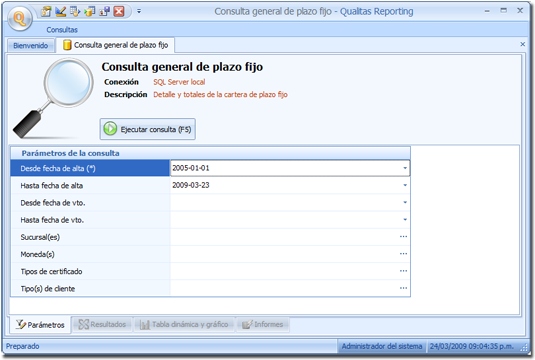 Consulta general de plazo fijo - Qualitas Reporting
Consultas
Bienvenido
Consulta general de plazo fijo
Consulta general de plazo fijo
Conexión SQL Server local
Descripción Detalle y totales de la cartera de plazo fijo
Ejecutar consulta (F5)
Parámetros de la consulta
Desde fecha de alta (*) 2005-01-01
Hasta fecha de alta 2009-03-23
Desde fecha de vto.
Hasta fecha de vto.
Sucursal(es) ...
Moneda(s) ...
Tipos de certificado ...
Tipo(s) de cliente ...
Parámetros Resultados Tabla dinámica y gráfico Informes
Preparado Administrador del sistema 24/03/2009 09:04:35 p.m.